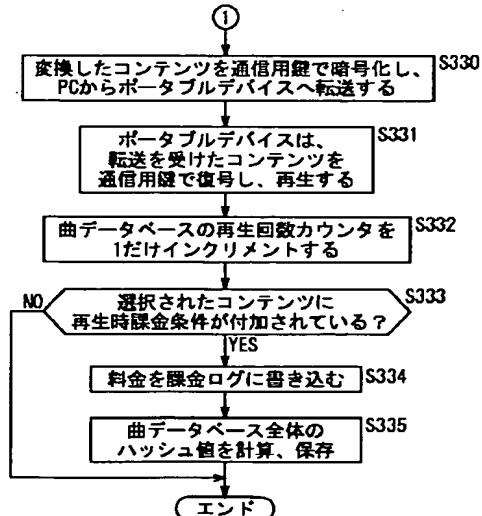 1
変換したコンテンツを通信用鍵で暗号化し、
PCからポータブルデバイスへ転送する
S330
ポータブルデバイスは、
転送を受けたコンテンツを
通信用鍵で復号し、再生する
S331
曲データベースの再生回数カウンタを
1だけインクリメントする
S332
選択されたコンテンツに
再生時課金条件が付加されている?
S333
NO
YES
料金を課金ログに書き込む
S334
曲データベース全体の
ハッシュ値を計算、保存
S335
エンド